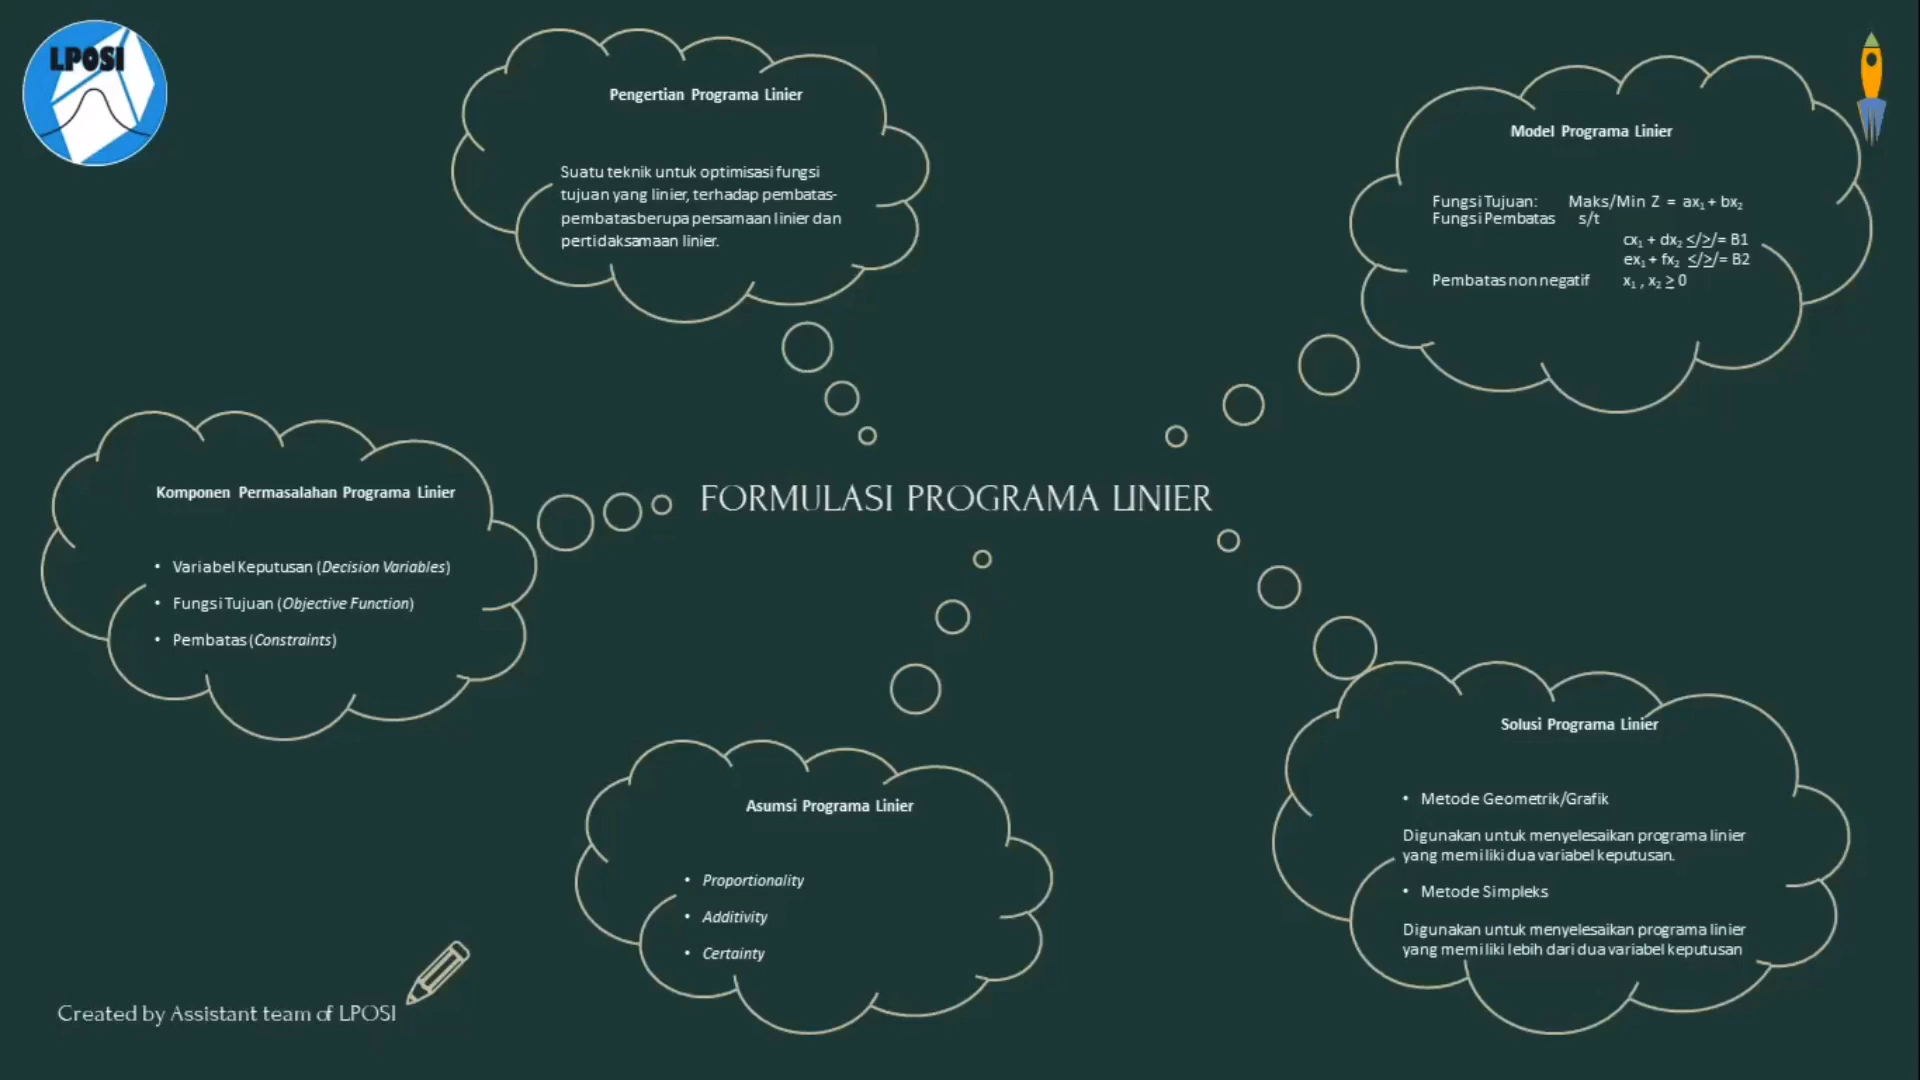 LPOSI
Pengertian Programa Linier
Suatu teknik untuk optimisasi fungsi
tujuan yang linier, terhadap pembatas-
pembatas berupa persamaan linier dan
pertidaksamaan linier.
Model Programa Linier
Fungsi Tujuan: Maks/Min Z = ax₁ + bx₂
Fungsi Pembatas s/t
cx₁ + dx₂ ≤/≥/= B1
ex₁ + fx₂ ≤/≥/= B2
Pembatas non negatif x₁ , x₂ ≥ 0
Komponen Permasalahan Programa Linier
• Variabel Keputusan (Decision Variables)
• Fungsi Tujuan (Objective Function)
• Pembatas (Constraints)
FORMULASI PROGRAMA LINIER
Asumsi Programa Linier
• Proportionality
• Additivity
• Certainty
Solusi Programa Linier
• Metode Geometrik/Grafik
Digunakan untuk menyelesaikan programa linier
yang memiliki dua variabel keputusan.
• Metode Simpleks
Digunakan untuk menyelesaikan programa linier
yang memiliki lebih dari dua variabel keputusan
Created by Assistant team of LPOSI